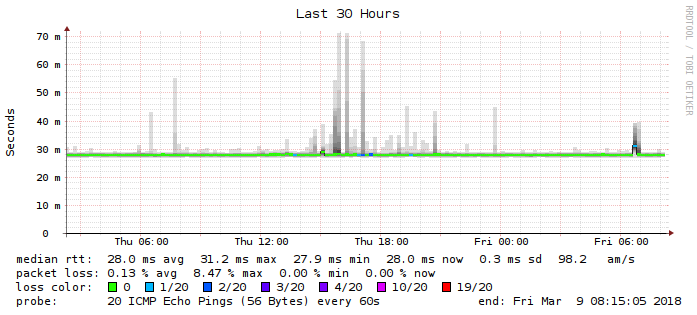 Last 30 Hours
RRDTOOL / TOBI OETIKER
Seconds
70 m
60 m
50 m
40 m
30 m
20 m
10 m
0
Thu 06:00 Thu 12:00 Thu 18:00 Fri 00:00 Fri 06:00
median rtt: 28.0 ms avg 31.2 ms max 27.9 ms min 28.0 ms now 0.3 ms sd 98.2 am/s
packet loss: 0.13 % avg 8.47 % max 0.00 % min 0.00 % now
loss color: 0 1/20 2/20 3/20 4/20 10/20 19/20
probe: 20 ICMP Echo Pings (56 Bytes) every 60s end: Fri Mar 9 08:15:05 2018